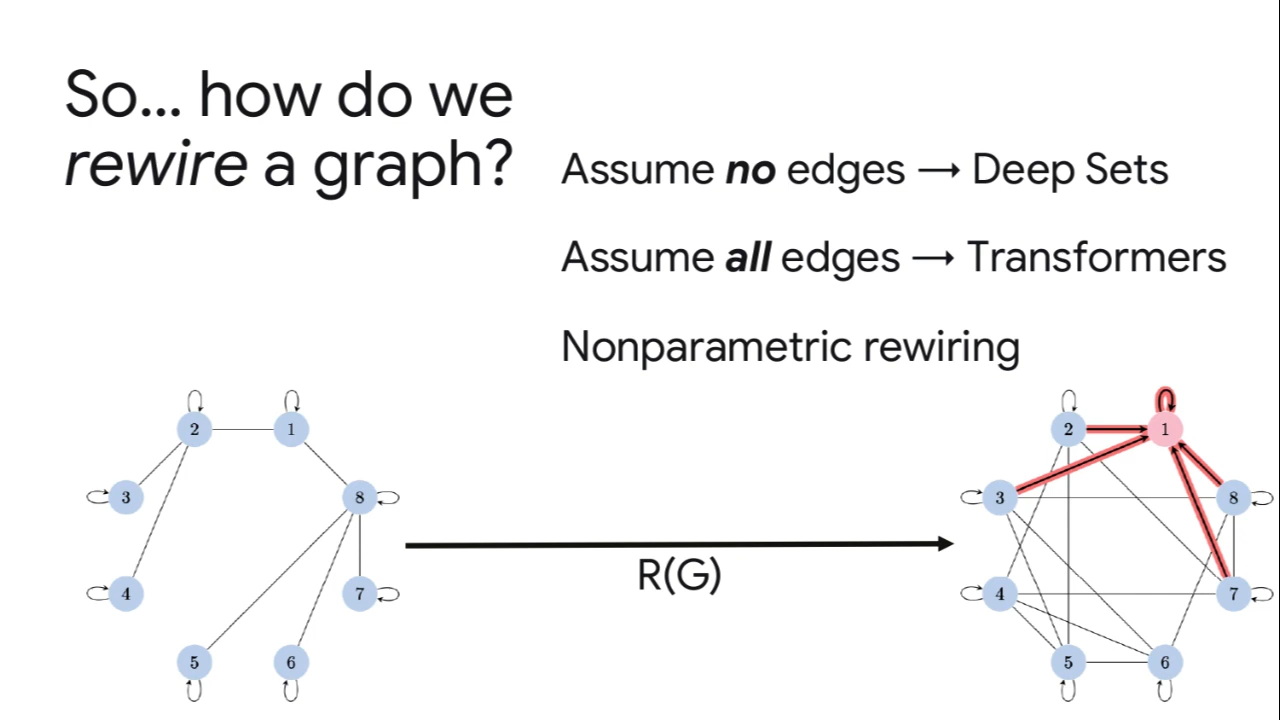 So... how do we
rewire a graph?
Assume no edges → Deep Sets
Assume all edges → Transformers
Nonparametric rewiring
2 1
3 8
4 7
5 6
R(G)
2 1
3 8
4 7
5 6